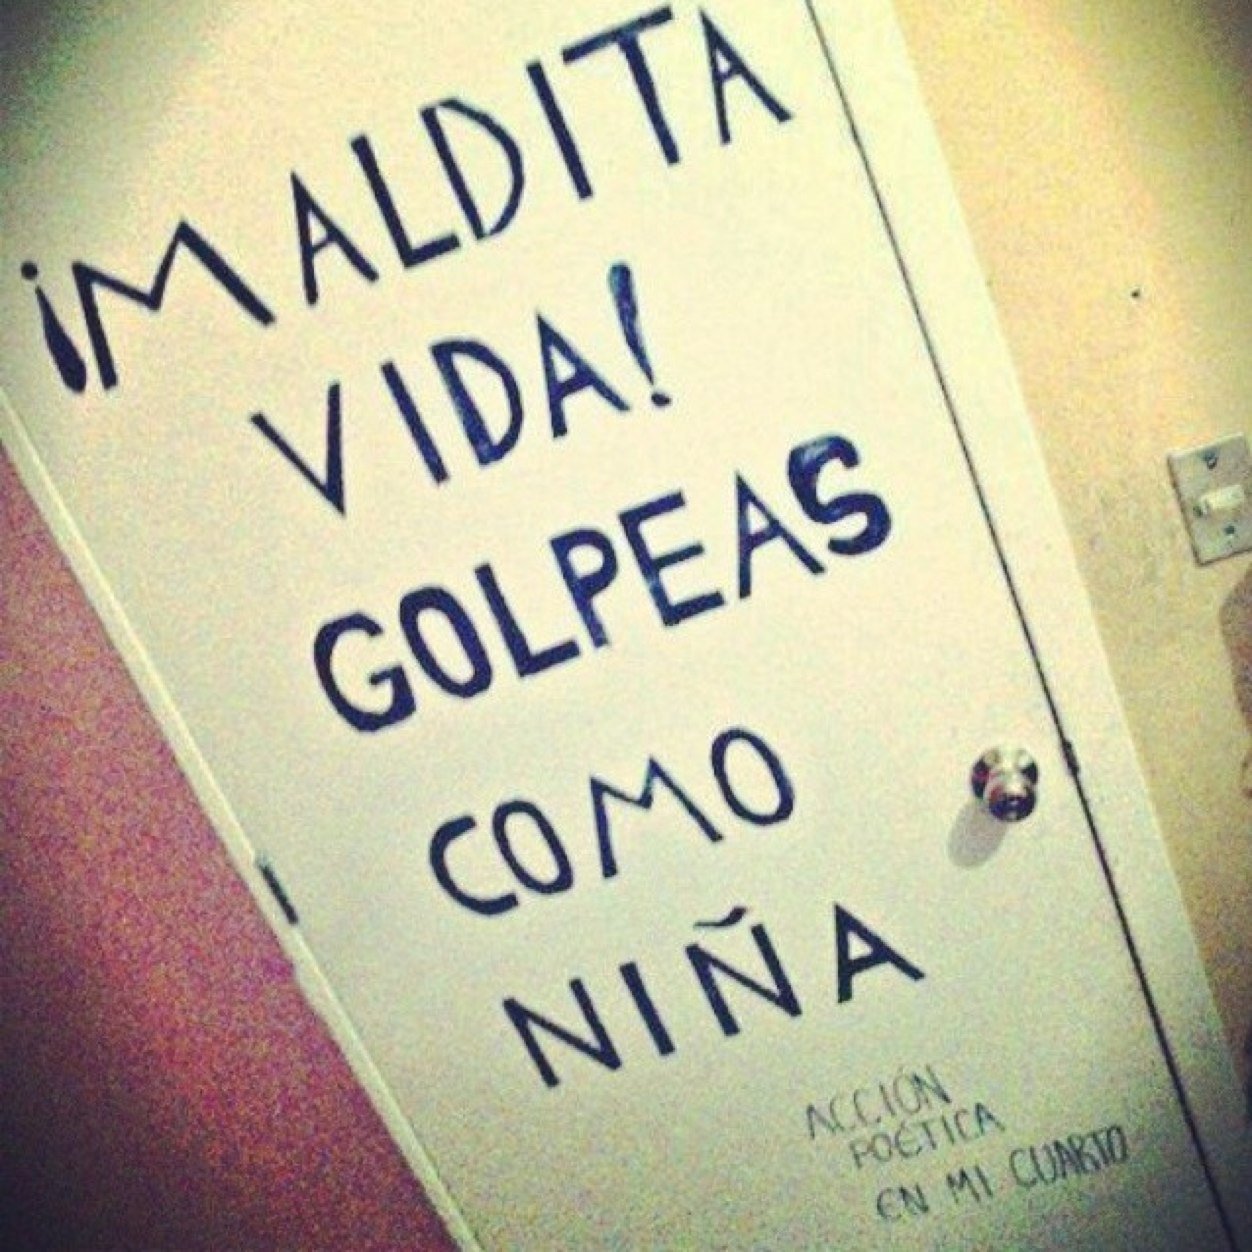 ¡MALDITA
VIDA!
GOLPEAS
COMO
NIÑA
ACCIÓN
POÉTICA
EN MI CUARTO